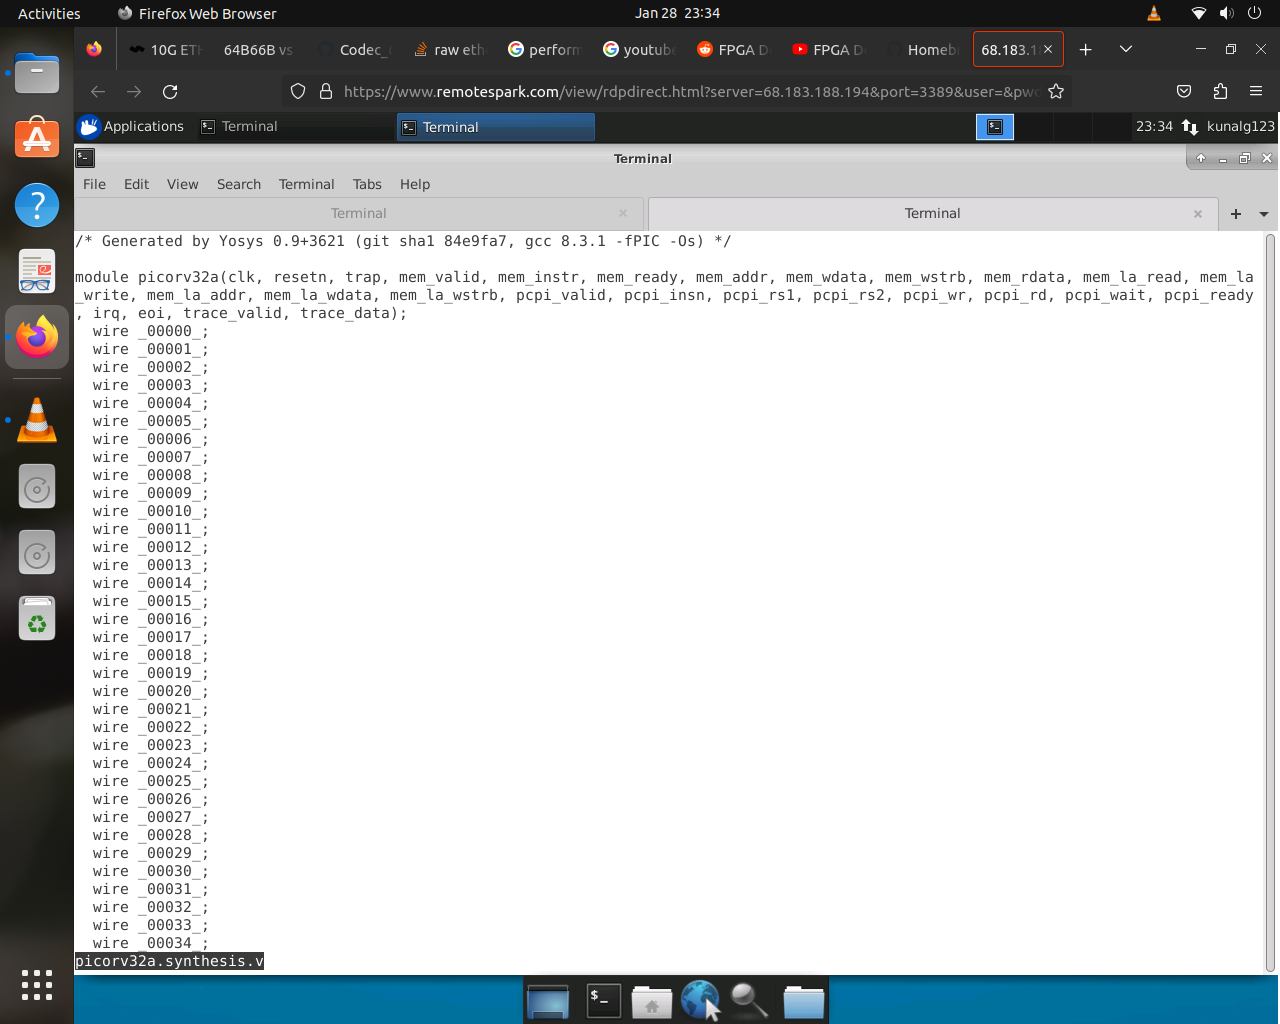 Activities
Firefox Web Browser
Jan 28 23:34
10G ETH
64B66B vs
Codec_
raw eth
perform
youtube
FPGA D
FPGA D
Homeb
68.183.1
https://www.remotespark.com/view/rdpdirect.html?server=68.183.188.194&port=3389&user=&pwd
Applications
Terminal
Terminal
23:34
kunalg123
Terminal
File Edit View Search Terminal Tabs Help
Terminal
Terminal
/* Generated by Yosys 0.9+3621 (git sha1 84e9fa7, gcc 8.3.1 -fPIC -Os) */
module picorv32a(clk, resetn, trap, mem_valid, mem_instr, mem_ready, mem_addr, mem_wdata, mem_wstrb, mem_rdata, mem_la_read, mem_la
_write, mem_la_addr, mem_la_wdata, mem_la_wstrb, pcpi_valid, pcpi_insn, pcpi_rs1, pcpi_rs2, pcpi_wr, pcpi_rd, pcpi_wait, pcpi_ready
, irq, eoi, trace_valid, trace_data);
wire _00000_;
wire _00001_;
wire _00002_;
wire _00003_;
wire _00004_;
wire _00005_;
wire _00006_;
wire _00007_;
wire _00008_;
wire _00009_;
wire _00010_;
wire _00011_;
wire _00012_;
wire _00013_;
wire _00014_;
wire _00015_;
wire _00016_;
wire _00017_;
wire _00018_;
wire _00019_;
wire _00020_;
wire _00021_;
wire _00022_;
wire _00023_;
wire _00024_;
wire _00025_;
wire _00026_;
wire _00027_;
wire _00028_;
wire _00029_;
wire _00030_;
wire _00031_;
wire _00032_;
wire _00033_;
wire _00034_;
picorv32a.synthesis.v